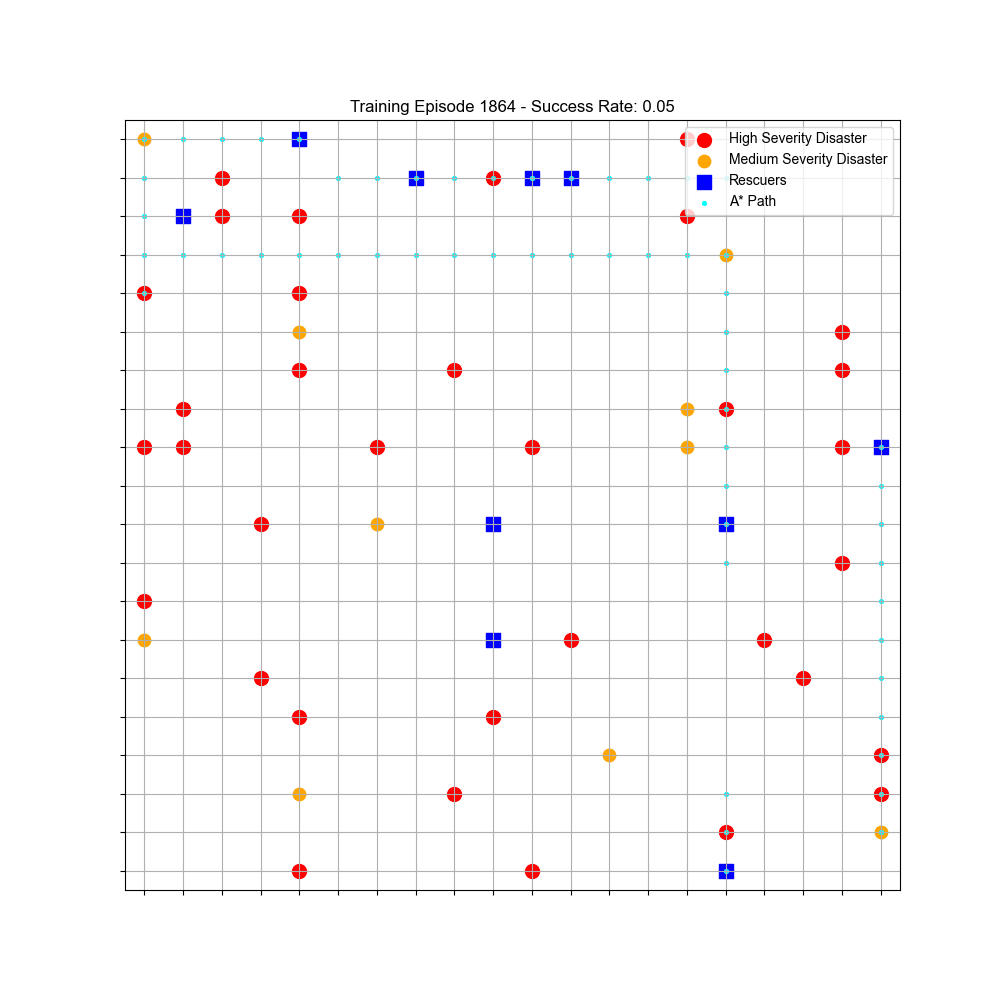 Training Episode 1864 - Success Rate: 0.05
High Severity Disaster
Medium Severity Disaster
Rescuers
A* Path